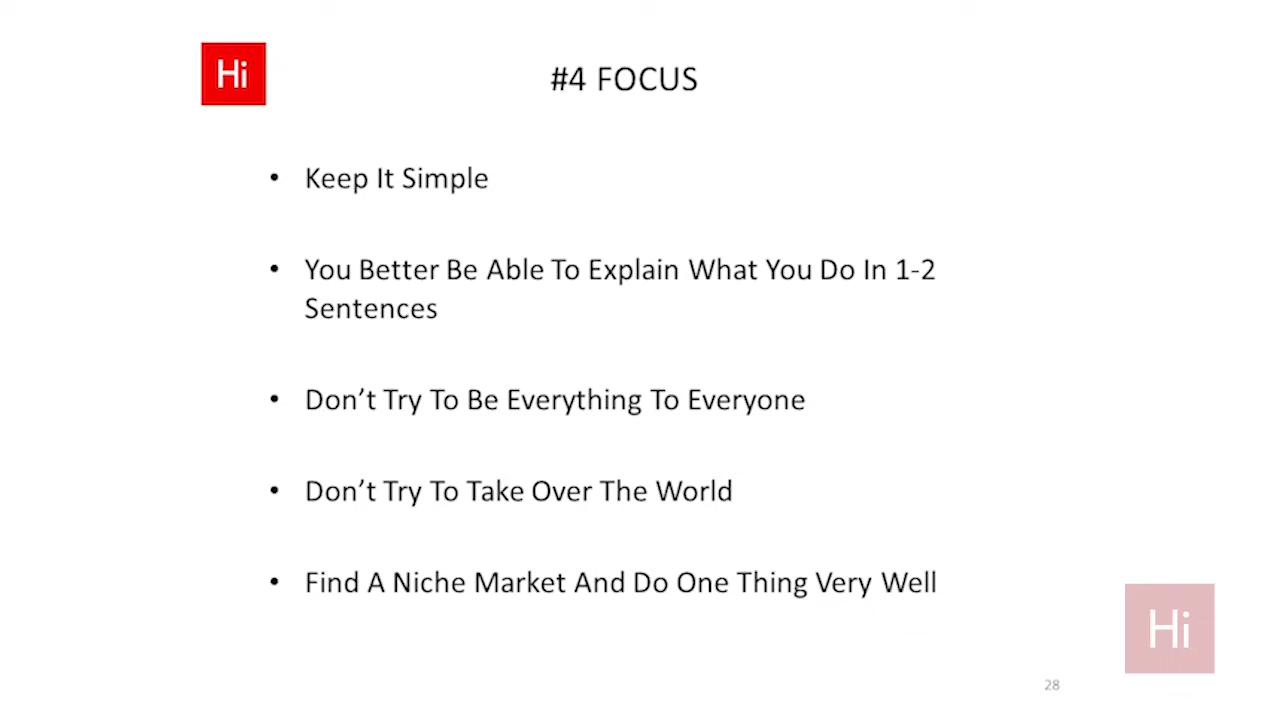 Hi
#4 FOCUS
• Keep It Simple
• You Better Be Able To Explain What You Do In 1-2
Sentences
• Don’t Try To Be Everything To Everyone
• Don’t Try To Take Over The World
• Find A Niche Market And Do One Thing Very Well
Hi
28